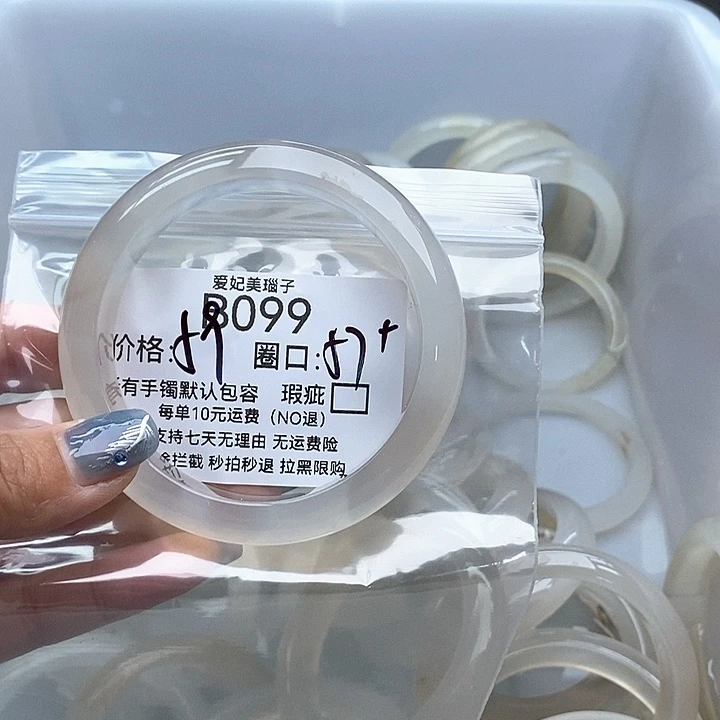 爱妃美瑙子
B099
价格:59 圈口:57+
有手镯默认包容 瑕疵
每单10元运费(NO退)
支持七天无理由 无运费险
拦截 秒拍秒退 拉黑限购